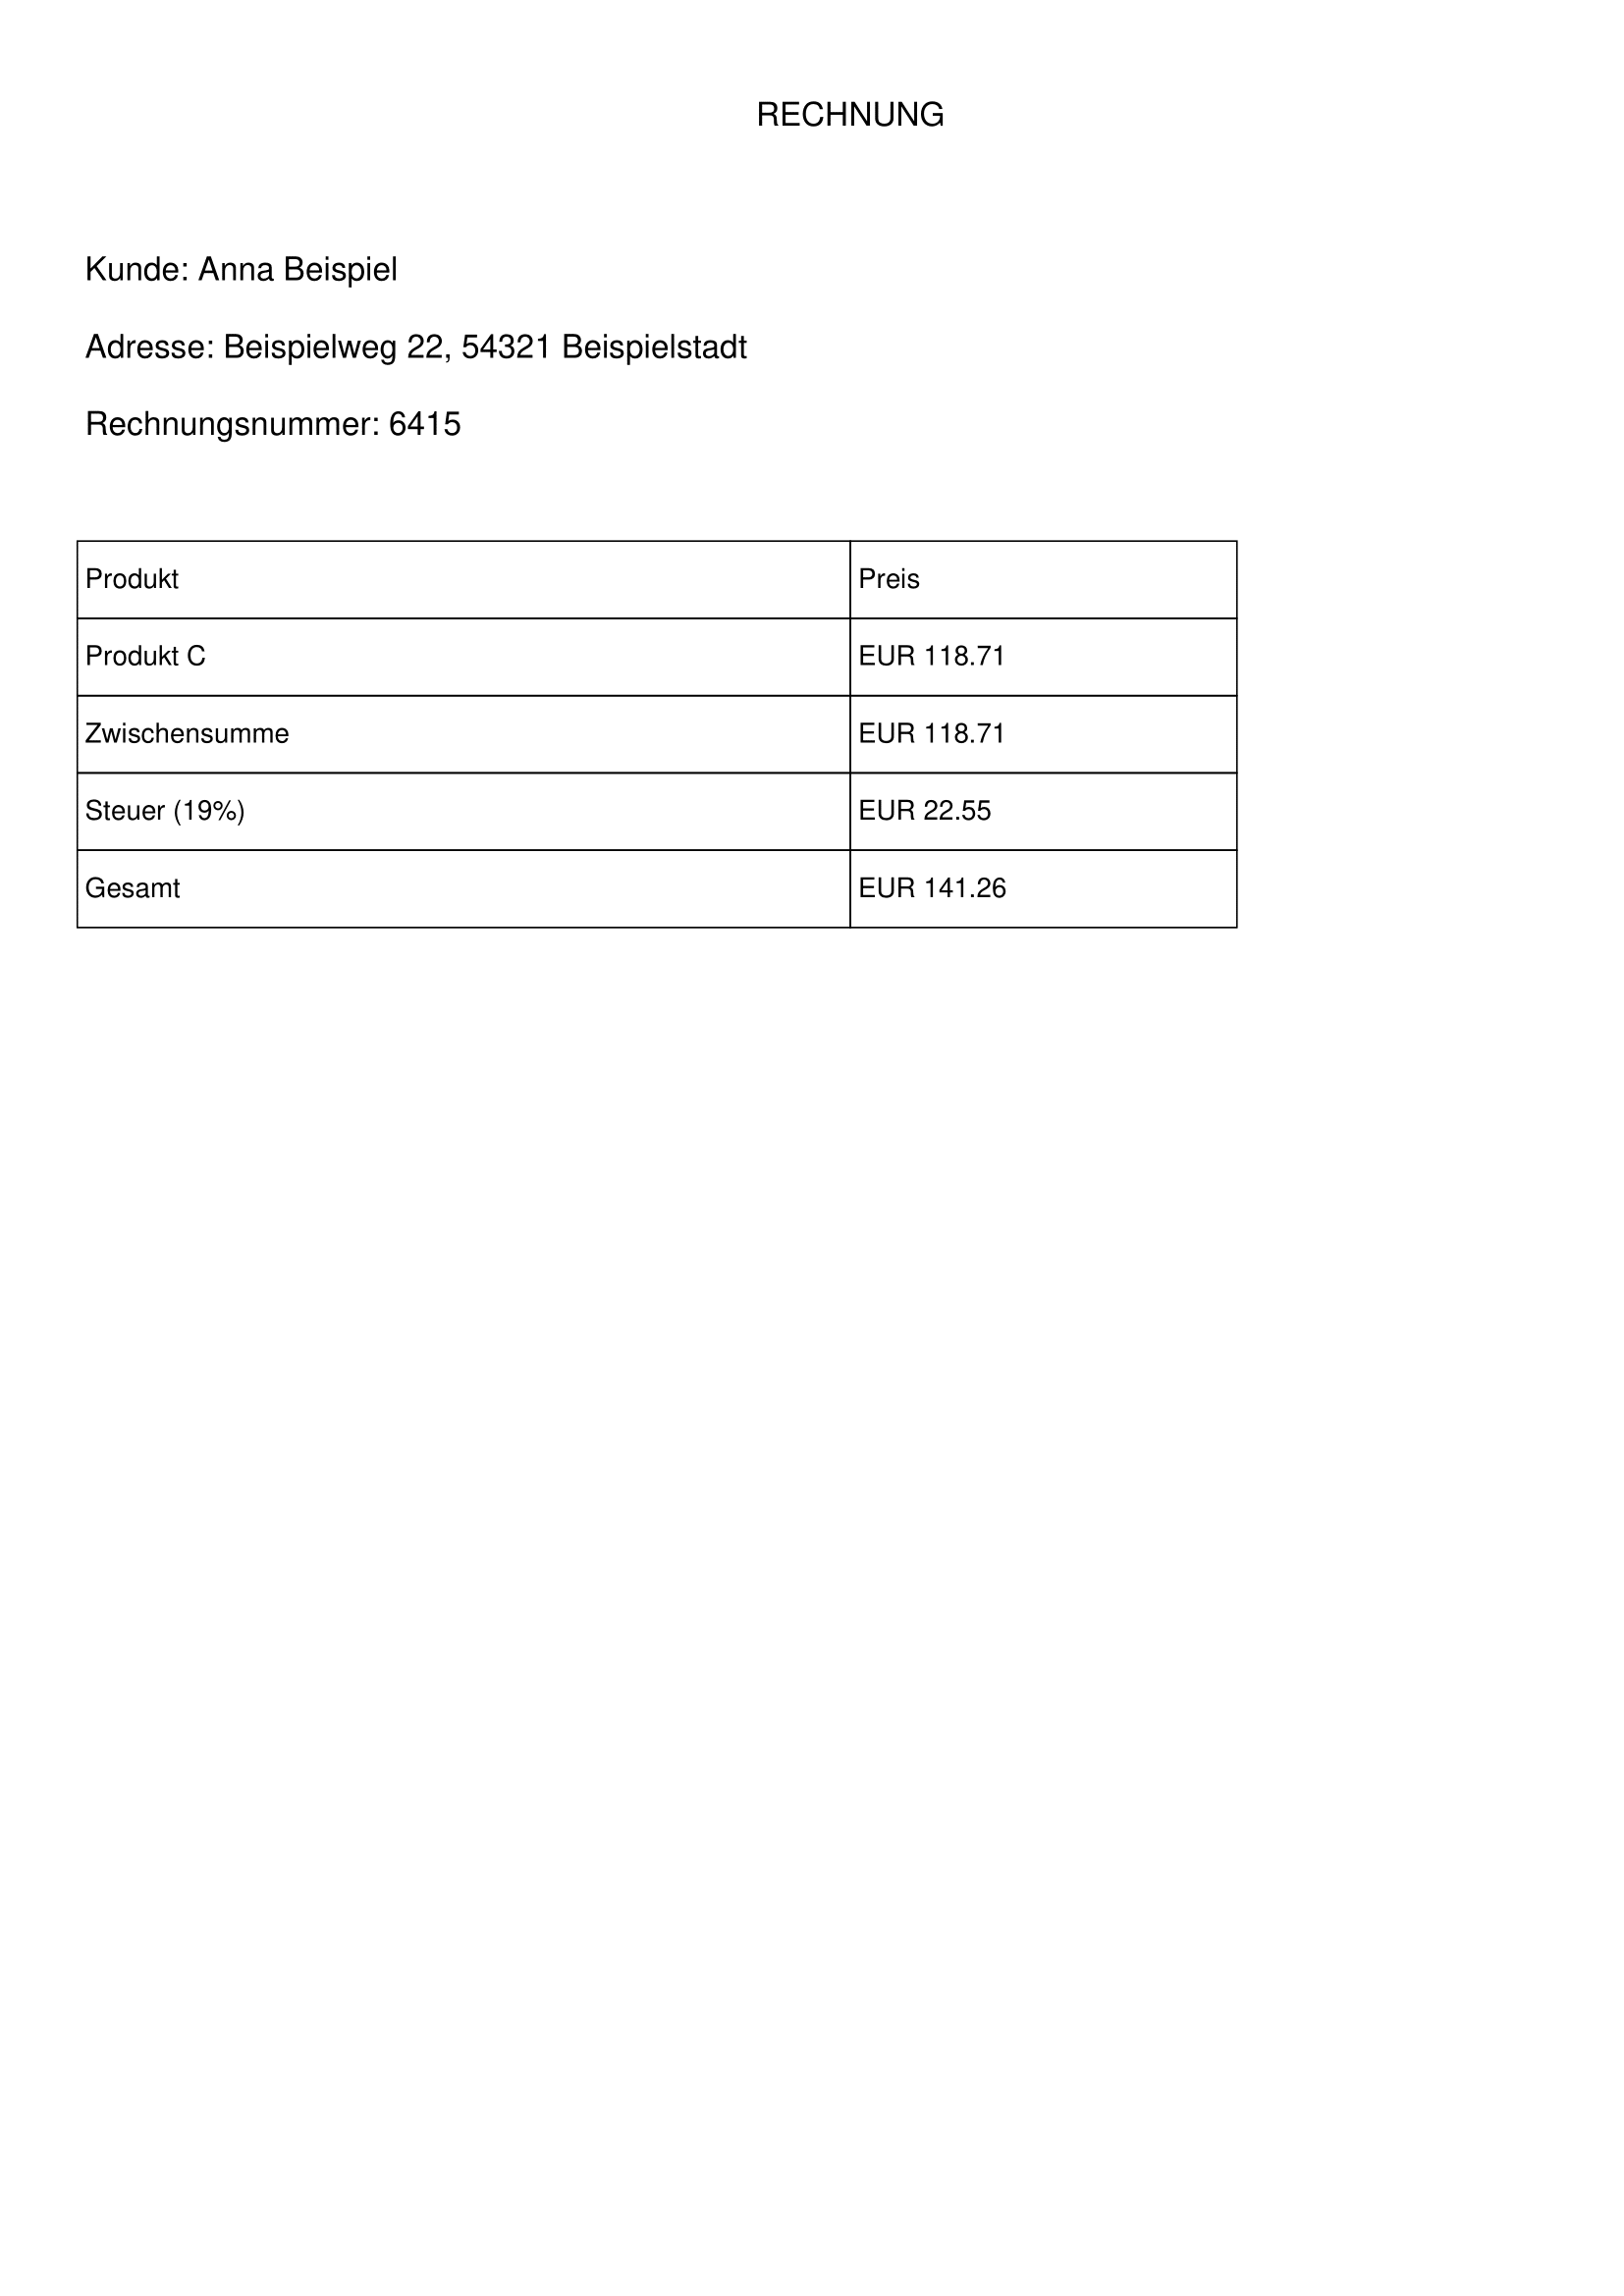 RECHNUNG
Kunde: Anna Beispiel
Adresse: Beispielweg 22, 54321 Beispielstadt
Rechnungsnummer: 6415
Produkt Preis
Produkt C EUR 118.71
Zwischensumme EUR 118.71
Steuer (19%) EUR 22.55
Gesamt EUR 141.26